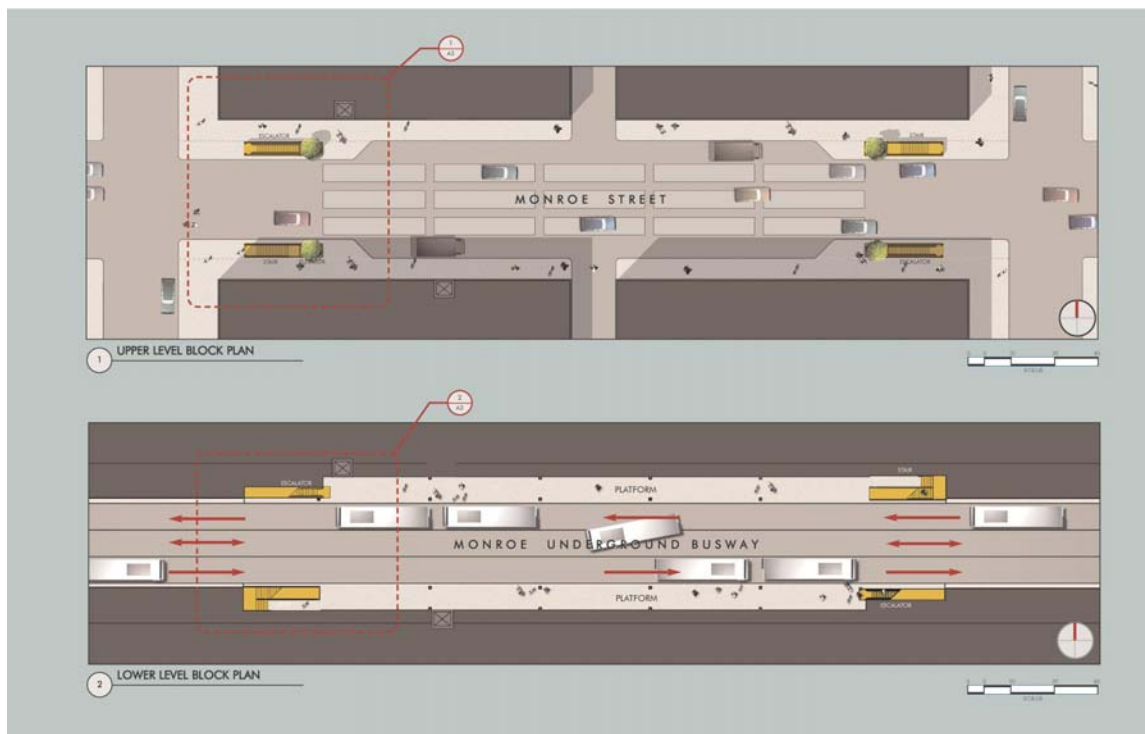 1
A3
ESCALATOR
STAIR
MONROE STREET
STAIR
ESCALATOR
1
UPPER LEVEL BLOCK PLAN
2
A3
ESCALATOR
STAIR
PLATFORM
MONROE UNDERGROUND BUSWAY
PLATFORM
ESCALATOR
2
LOWER LEVEL BLOCK PLAN